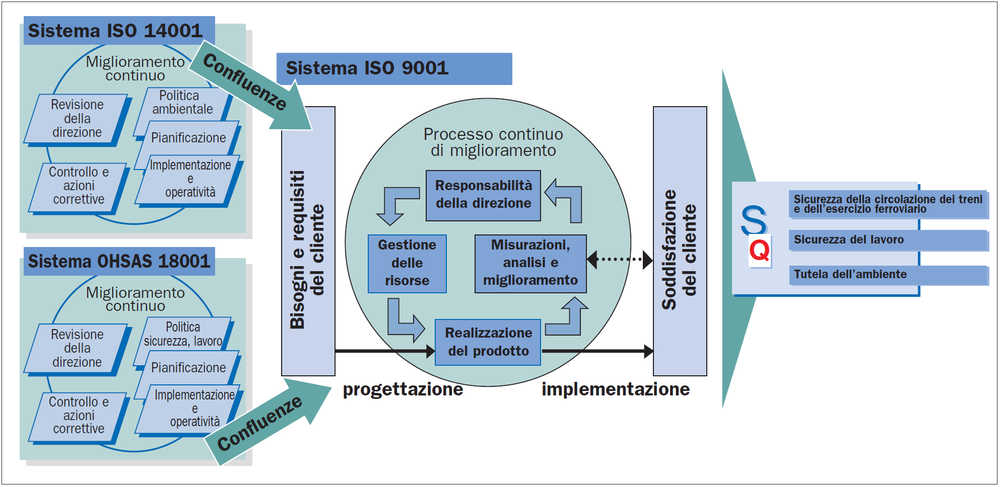 Sistema ISO 14001
Miglioramento
continuo
Revisione
della
direzione
Politica
ambientale
Pianificazione
Implementazione
e
operatività
Controllo e
azioni
correttive
Confluenze
Sistema OHSAS 18001
Miglioramento
continuo
Revisione
della
direzione
Politica
sicurezza, lavoro
Pianificazione
Implementazione
e
operatività
Controllo e
azioni
correttive
Confluenze
Sistema ISO 9001
Bisogni e requisiti
del cliente
Processo continuo
di miglioramento
Responsabilità
della direzione
Gestione
delle
risorse
Misurazioni,
analisi e
miglioramento
Realizzazione
del prodotto
progettazione
implementazione
Soddisfazione
del cliente
S
Q
Sicurezza della circolazione dei treni
e dell'esercizio ferroviario
Sicurezza del lavoro
Tutela dell'ambiente